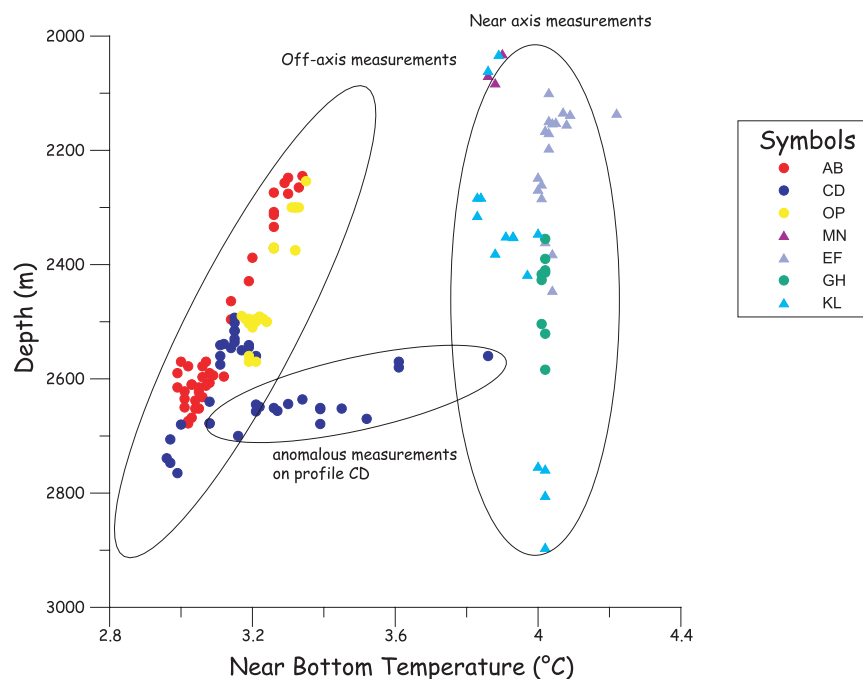 Near axis measurements
2000
Off-axis measurements
Symbols
AB
CD
OP
MN
EF
GH
KL
2200
2400
Depth (m)
2600
anomalous measurements
on profile CD
2800
3000
2.8
3.2
3.6
4
4.4
Near Bottom Temperature (°C)